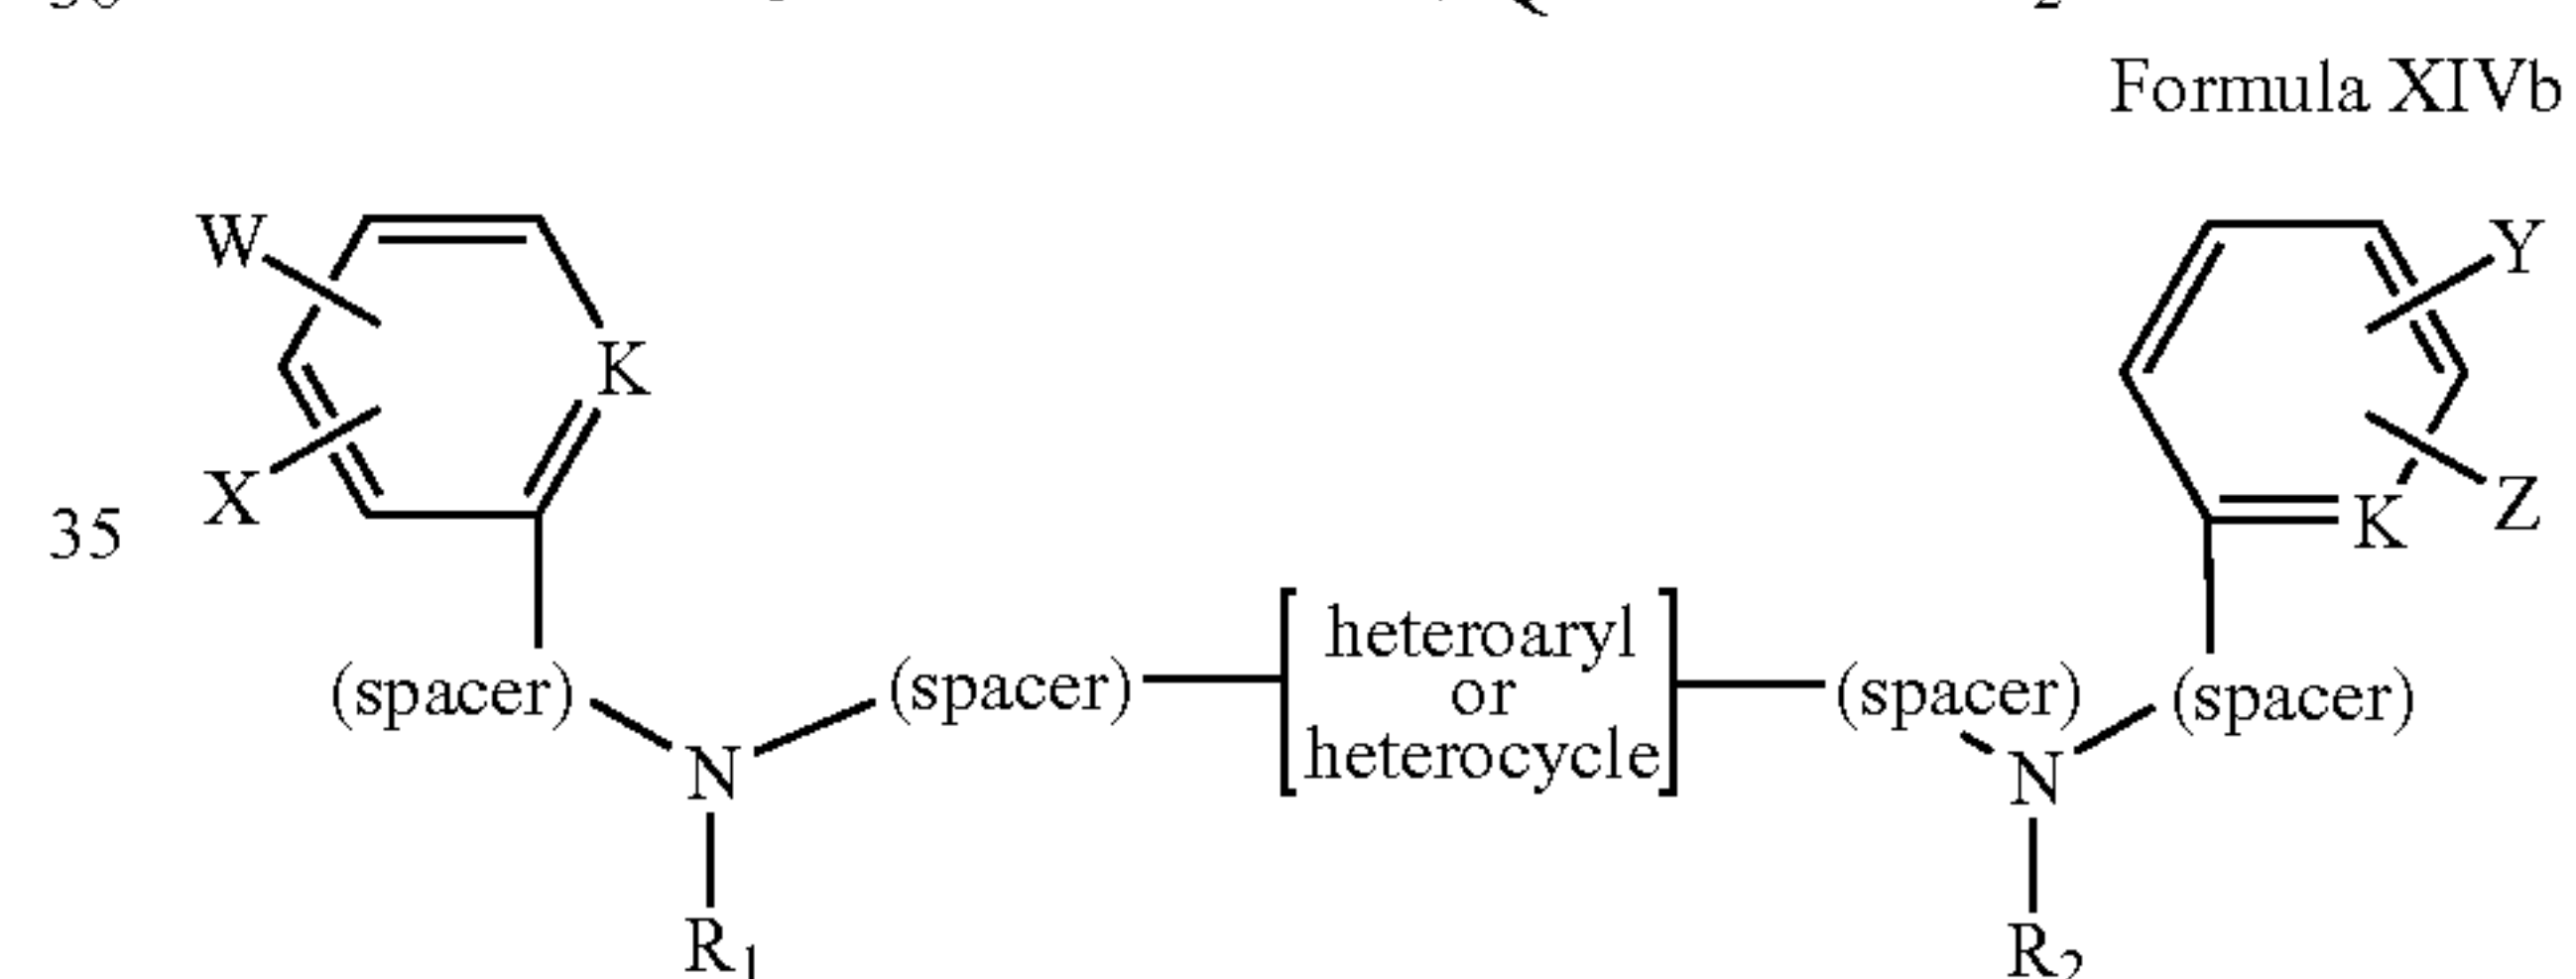 Formula XIVb
W
Y
K
X
35
K
Z
heteroaryl
(spacer)
(spacer)
or
(spacer)
(spacer)
heterocycle
N
N
R1
R2